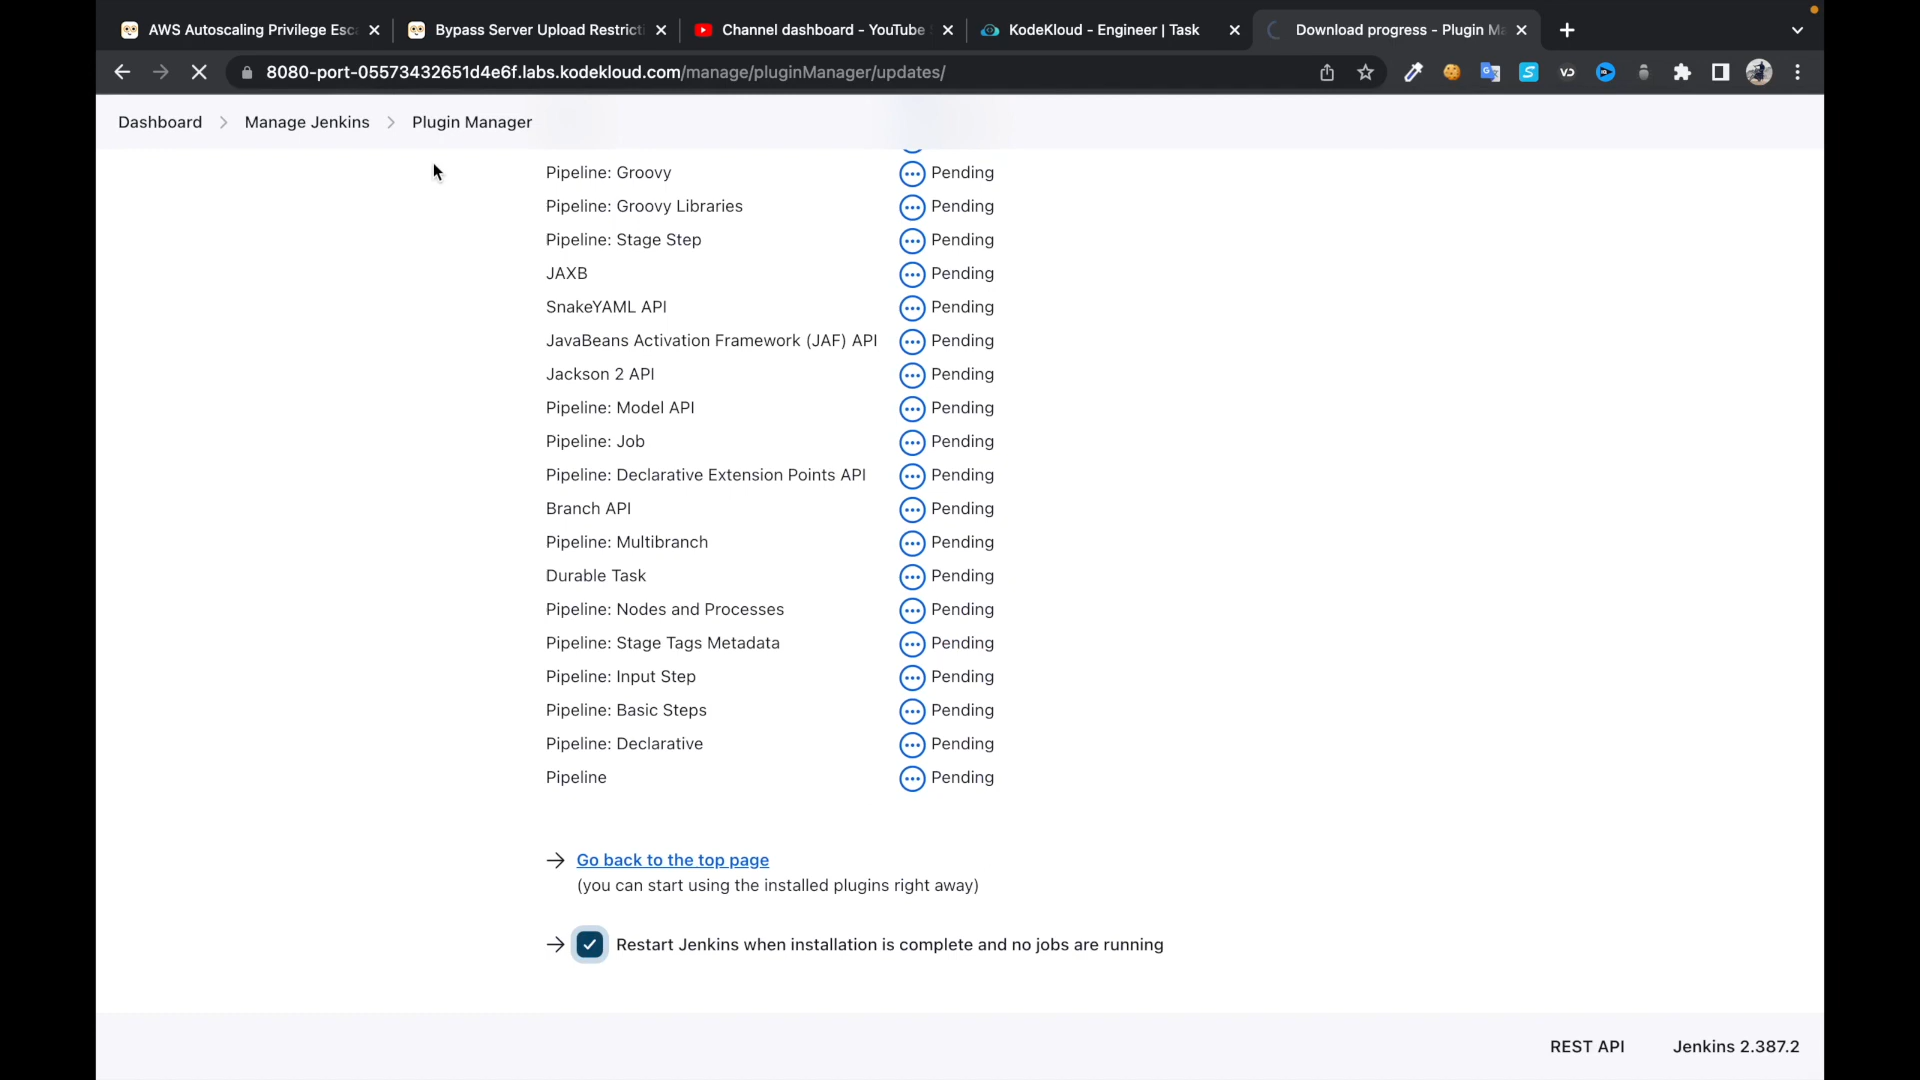 AWS Autoscaling Privilege Esc
Bypass Server Upload Restricti
Channel dashboard - YouTube
KodeKloud - Engineer | Task
Download progress - Plugin Ma
8080-port-05573432651d4e6f.labs.kodekloud.com/manage/pluginManager/updates/
Dashboard > Manage Jenkins > Plugin Manager
Pipeline: Groovy Pending
Pipeline: Groovy Libraries Pending
Pipeline: Stage Step Pending
JAXB Pending
SnakeYAML API Pending
JavaBeans Activation Framework (JAF) API Pending
Jackson 2 API Pending
Pipeline: Model API Pending
Pipeline: Job Pending
Pipeline: Declarative Extension Points API Pending
Branch API Pending
Pipeline: Multibranch Pending
Durable Task Pending
Pipeline: Nodes and Processes Pending
Pipeline: Stage Tags Metadata Pending
Pipeline: Input Step Pending
Pipeline: Basic Steps Pending
Pipeline: Declarative Pending
Pipeline Pending
Go back to the top page
(you can start using the installed plugins right away)
Restart Jenkins when installation is complete and no jobs are running
REST API Jenkins 2.387.2